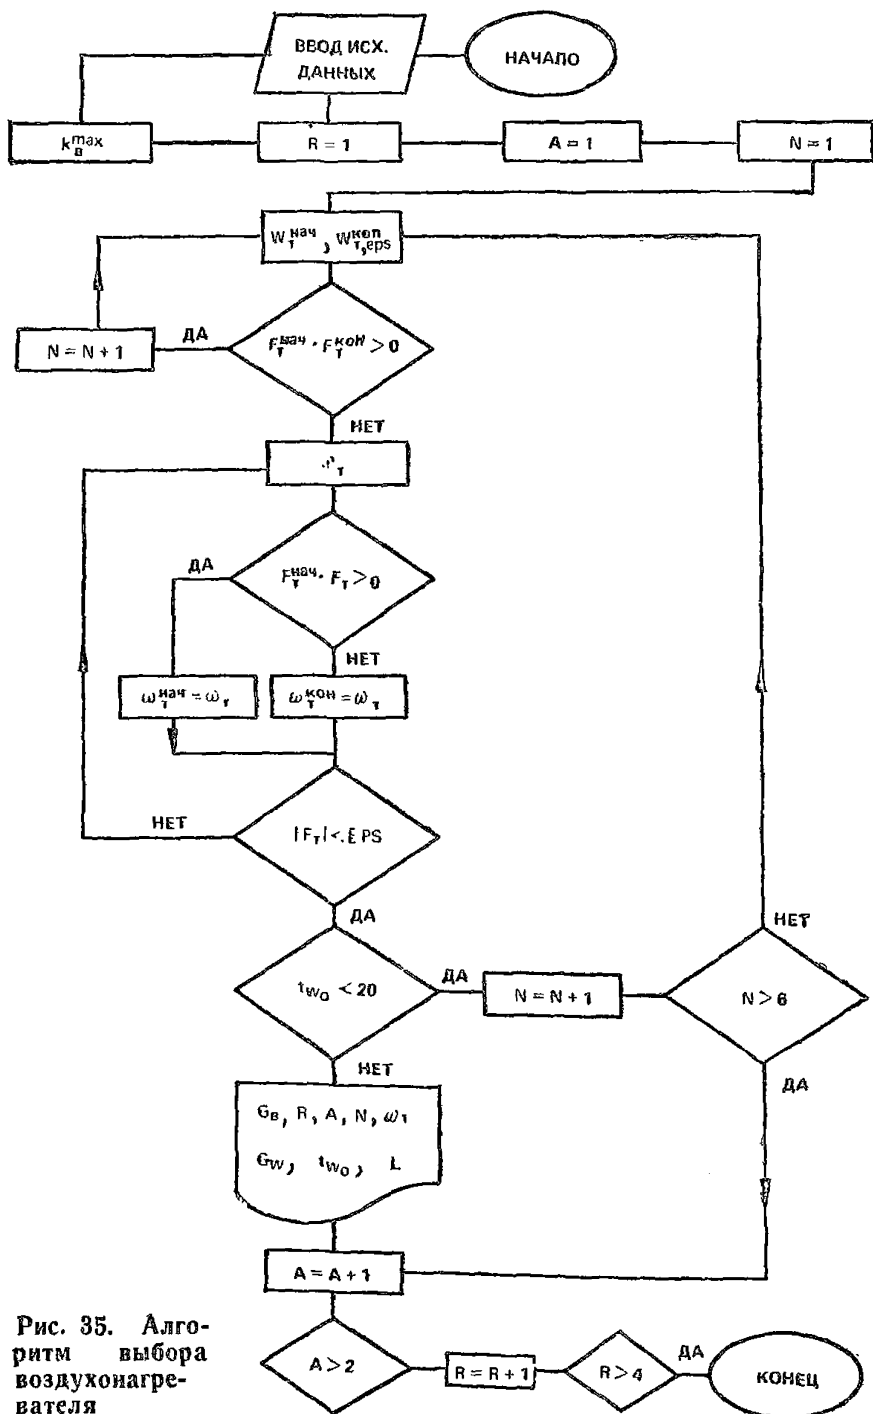 ВВОД ИСХ.
ДАННЫХ
НАЧАЛО
k_в^max
R = 1
A = 1
N = 1
W_т^нач, W_т,eps^кон
ДА
N = N + 1
F_т^нач · F_т^кон > 0
НЕТ
ДА
F_т^нач · F_т > 0
НЕТ
ω_т^нач = ω_т
ω_т^кон = ω_т
НЕТ
|F_т| < EPS
ДА
НЕТ
t_W0 < 20
ДА
N = N + 1
N > 6
НЕТ
ДА
G_в, R, A, N, ω_т
G_W, t_W0, L
A = A + 1
Рис. 35. Алго-
ритм выбора
воздухонагре-
вателя
A > 2
R = R + 1
R > 4
ДА
КОНЕЦ